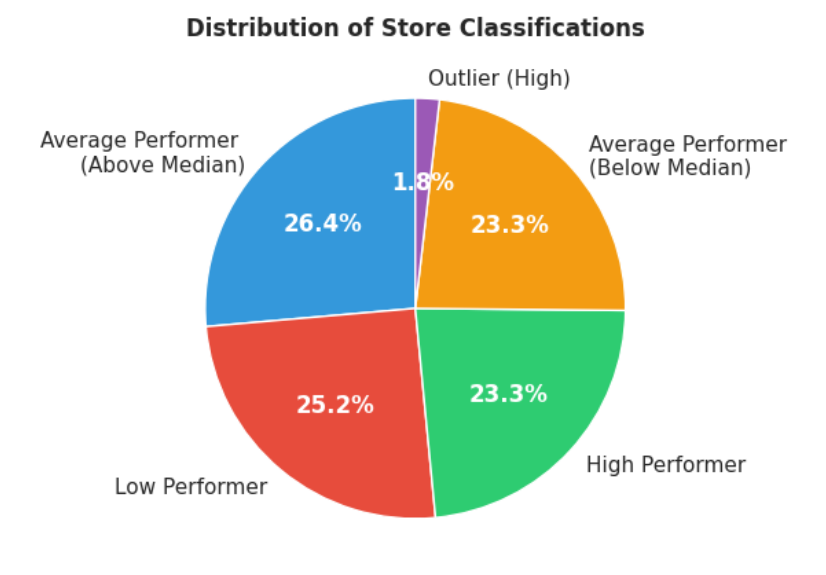 Distribution of Store Classifications
Outlier (High)
Average Performer
(Above Median)
Average Performer
(Below Median)
1.8%
26.4%
23.3%
25.2%
23.3%
High Performer
Low Performer